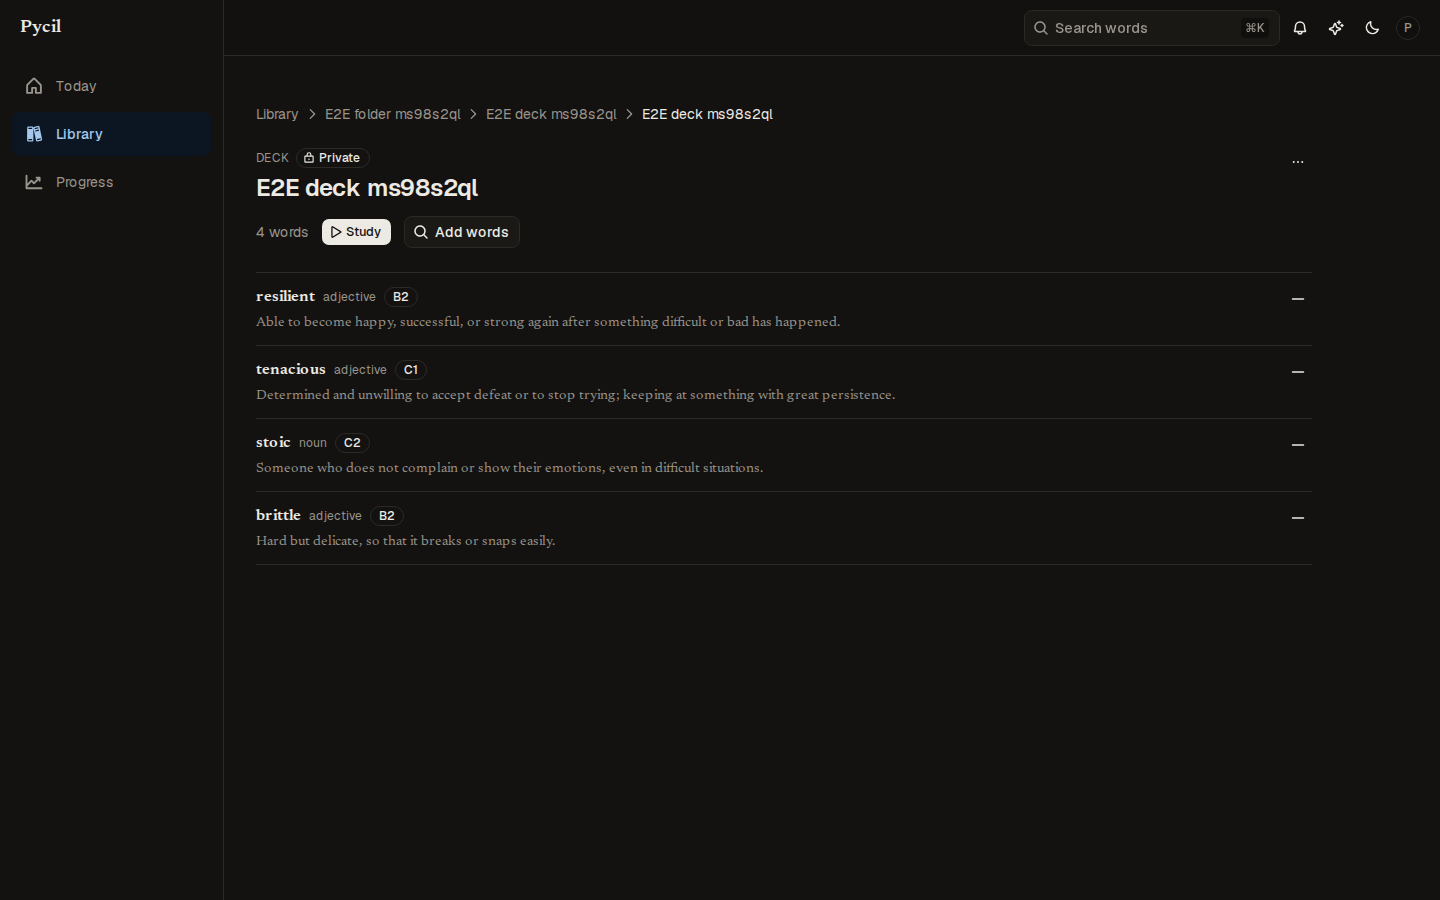 Pycil
Search words ⌘K
P
Today
Library
Progress
Library > E2E folder ms98s2ql > E2E deck ms98s2ql > E2E deck ms98s2ql
DECK Private
...
E2E deck ms98s2ql
4 words Study Add words
resilient adjective B2
Able to become happy, successful, or strong again after something difficult or bad has happened.
tenacious adjective C1
Determined and unwilling to accept defeat or to stop trying; keeping at something with great persistence.
stoic noun C2
Someone who does not complain or show their emotions, even in difficult situations.
brittle adjective B2
Hard but delicate, so that it breaks or snaps easily.